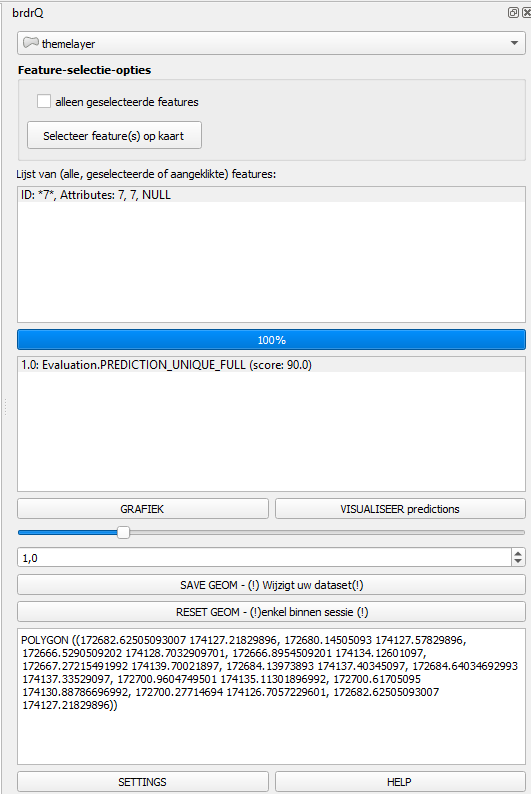 brdrQ
themelayer
Feature-selectie-opties
alleen geselecteerde features
Selecteer feature(s) op kaart
Lijst van (alle, geselecteerde of aangeklikte) features:
ID: *7*, Attributes: 7, 7, NULL
100%
1.0: Evaluation.PREDICTION_UNIQUE_FULL (score: 90.0)
GRAFIEK
VISUALISEER predictions
1,0
SAVE GEOM - (!) Wijzigt uw dataset(!)
RESET GEOM - (!)enkel binnen sessie (!)
POLYGON ((172682.62505093007 174127.21829896, 172680.14505093 174127.57829896,
172666.5290509202 174128.7032909701, 172666.8954509201 174134.12601097,
172667.27215491992 174139.70021897, 172684.13973893 174137.40345097, 172684.64034692993
174137.33529097, 172700.9604749501 174135.11301896992, 172700.61705095
174130.88786696992, 172700.27714694 174126.7057229601, 172682.62505093007
174127.21829896))
SETTINGS
HELP